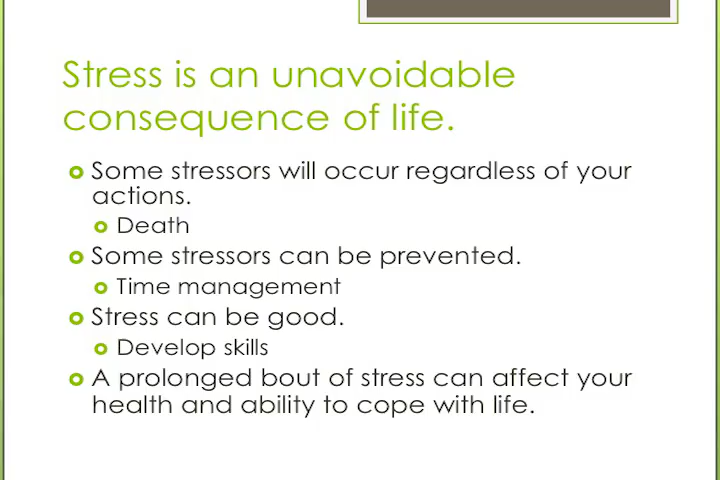 Stress is an unavoidable
consequence of life.
Some stressors will occur regardless of your
actions.
Death
Some stressors can be prevented.
Time management
Stress can be good.
Develop skills
A prolonged bout of stress can affect your
health and ability to cope with life.